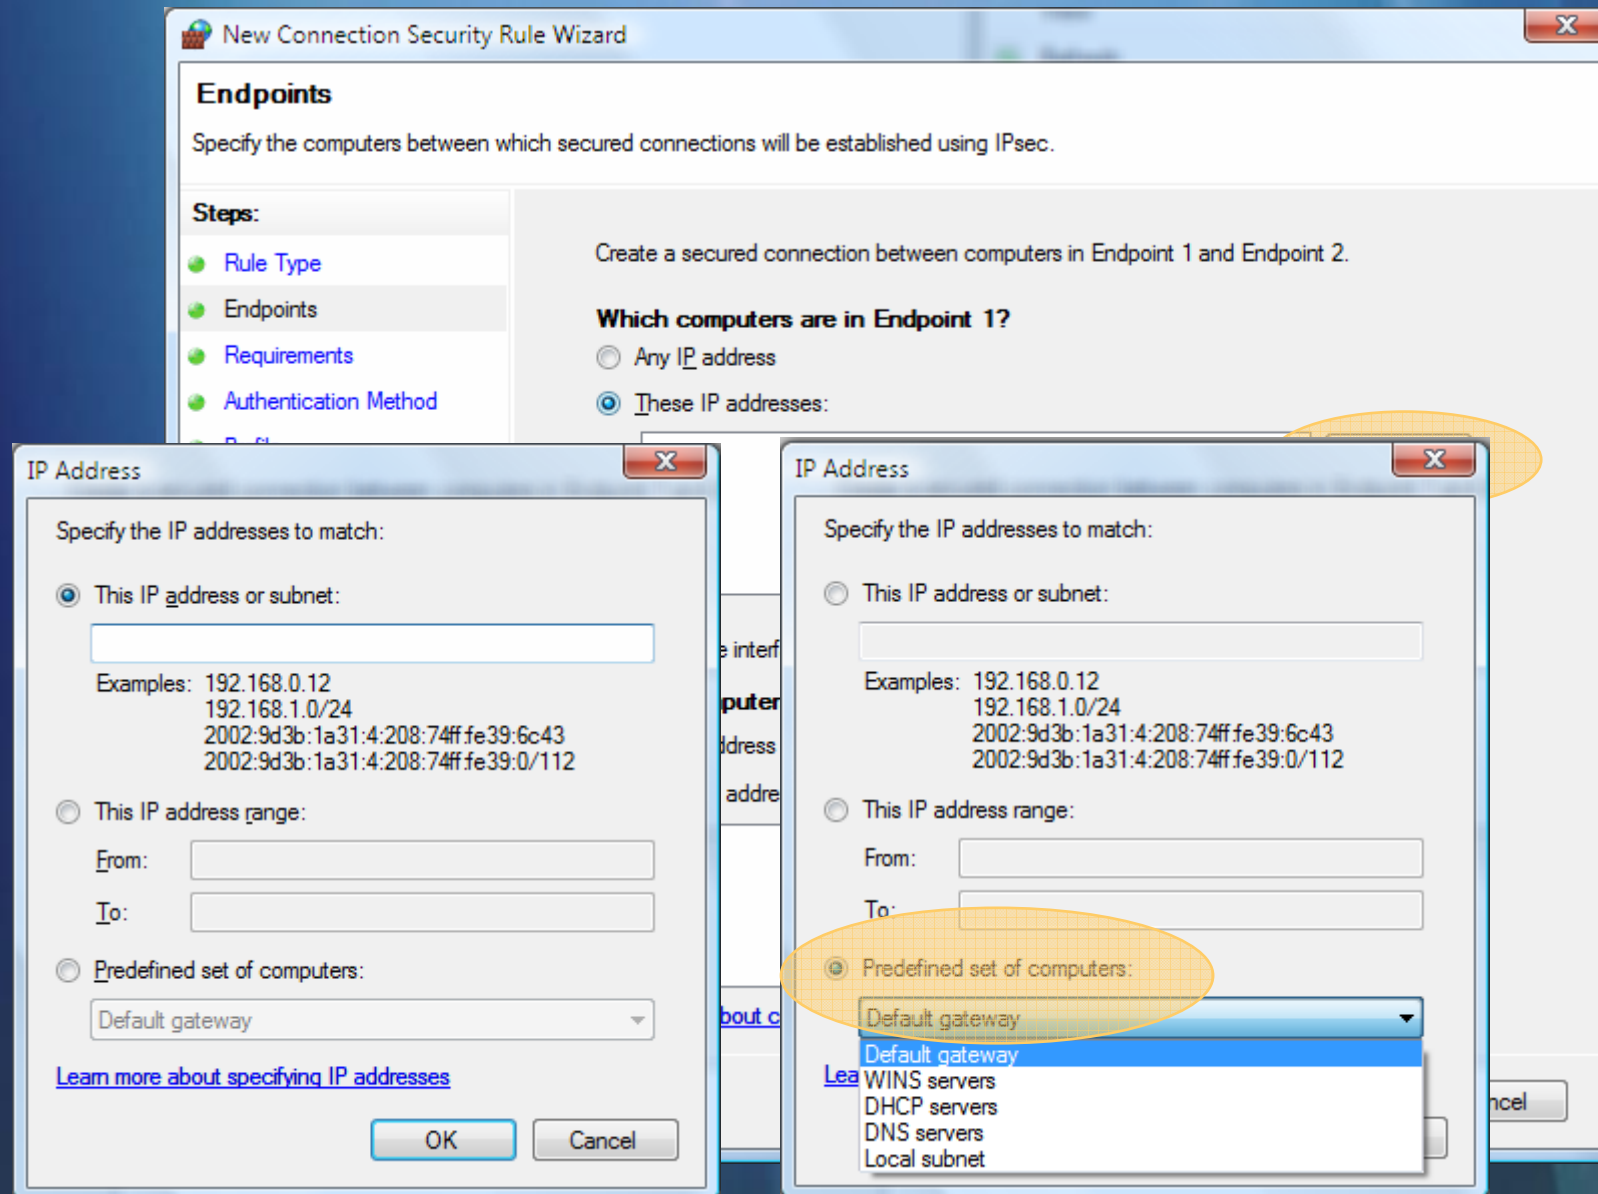 New Connection Security Rule Wizard
Endpoints
Specify the computers between which secured connections will be established using IPsec.
Steps:
Rule Type
Endpoints
Requirements
Authentication Method
Create a secured connection between computers in Endpoint 1 and Endpoint 2.
Which computers are in Endpoint 1?
Any IP address
These IP addresses:
IP Address
Specify the IP addresses to match:
This IP address or subnet:
Examples: 192.168.0.12
192.168.1.0/24
2002:9d3b:1a31:4:208:74ff:fe39:6c43
2002:9d3b:1a31:4:208:74ff:fe39:0/112
This IP address range:
From:
To:
Predefined set of computers:
Default gateway
Learn more about specifying IP addresses
OK
Cancel
IP Address
Specify the IP addresses to match:
This IP address or subnet:
Examples: 192.168.0.12
192.168.1.0/24
2002:9d3b:1a31:4:208:74ff:fe39:6c43
2002:9d3b:1a31:4:208:74ff:fe39:0/112
This IP address range:
From:
To:
Predefined set of computers:
Default gateway
Default gateway
WINS servers
DHCP servers
DNS servers
Local subnet